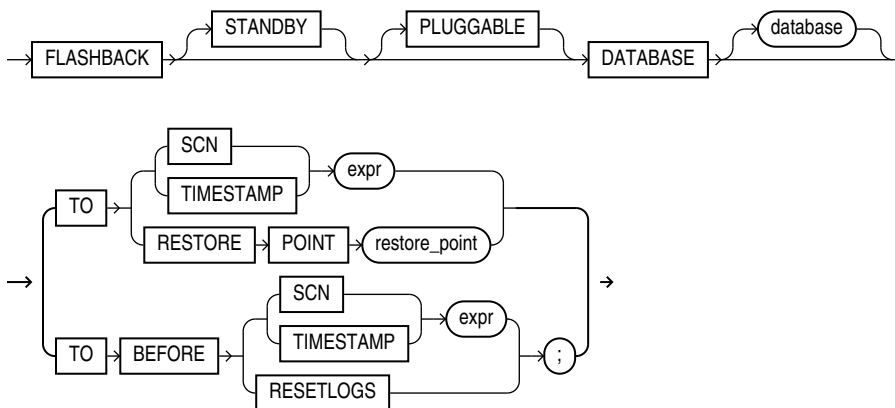 FLASHBACK STANDBY PLUGGABLE DATABASE database
TO SCN TIMESTAMP expr
RESTORE POINT restore_point
TO BEFORE SCN TIMESTAMP expr
RESETLOGS ;